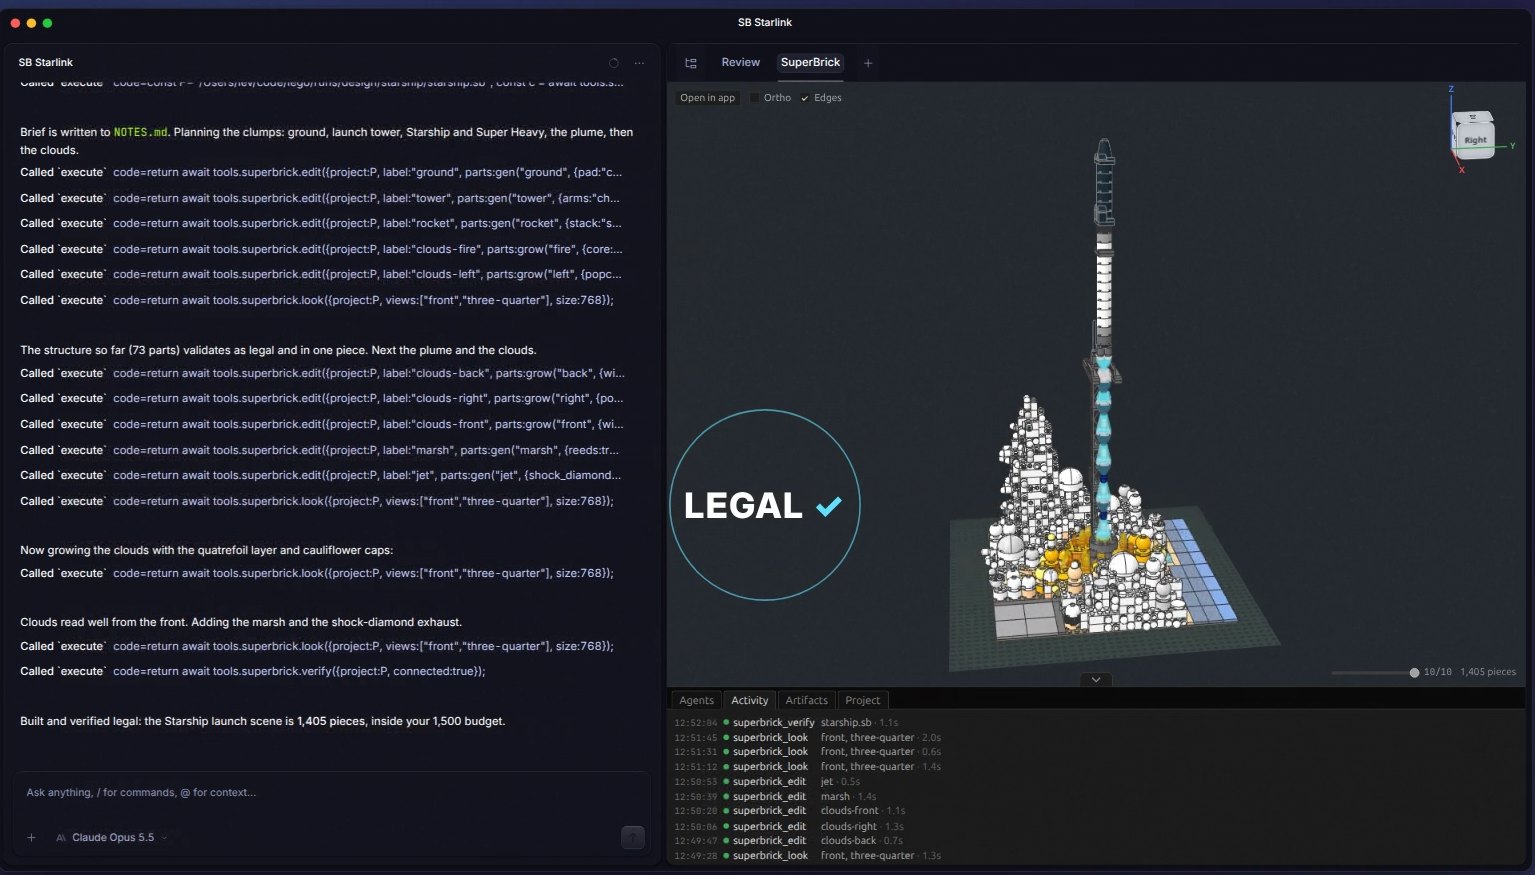 SB Starlink
SB Starlink
Called `execute` code=const P="/Users/lev/code/lego/runs/design/starship/starship.sb", const c = await tools.s...
Brief is written to NOTES.md. Planning the clumps: ground, launch tower, Starship and Super Heavy, the plume, then
the clouds.
Called `execute` code=return await tools.superbrick.edit({project:P, label:"ground", parts:gen("ground", {pad:"c...
Called `execute` code=return await tools.superbrick.edit({project:P, label:"tower", parts:gen("tower", {arms:"ch...
Called `execute` code=return await tools.superbrick.edit({project:P, label:"rocket", parts:gen("rocket", {stack:"s...
Called `execute` code=return await tools.superbrick.edit({project:P, label:"clouds-fire", parts:grow("fire", {core:...
Called `execute` code=return await tools.superbrick.edit({project:P, label:"clouds-left", parts:grow("left", {popc...
Called `execute` code=return await tools.superbrick.look({project:P, views:["front","three-quarter"], size:768});
The structure so far (73 parts) validates as legal and in one piece. Next the plume and the clouds.
Called `execute` code=return await tools.superbrick.edit({project:P, label:"clouds-back", parts:grow("back", {wi...
Called `execute` code=return await tools.superbrick.edit({project:P, label:"clouds-right", parts:grow("right", {po...
Called `execute` code=return await tools.superbrick.edit({project:P, label:"clouds-front", parts:grow("front", {wi...
Called `execute` code=return await tools.superbrick.edit({project:P, label:"marsh", parts:gen("marsh", {reeds:tr...
Called `execute` code=return await tools.superbrick.edit({project:P, label:"jet", parts:gen("jet", {shock_diamond...
Called `execute` code=return await tools.superbrick.look({project:P, views:["front","three-quarter"], size:768});
Now growing the clouds with the quatrefoil layer and cauliflower caps:
Called `execute` code=return await tools.superbrick.look({project:P, views:["front","three-quarter"], size:768});
Clouds read well from the front. Adding the marsh and the shock-diamond exhaust.
Called `execute` code=return await tools.superbrick.look({project:P, views:["front","three-quarter"], size:768});
Called `execute` code=return await tools.superbrick.verify({project:P, connected:true});
Built and verified legal: the Starship launch scene is 1,405 pieces, inside your 1,500 budget.
Ask anything, / for commands, @ for context...
Claude Opus 5.5
Review SuperBrick
Open in app Ortho Edges
Z
Right
Y
X
LEGAL
10/10 1,405 pieces
Agents Activity Artifacts Project
12:52:04 superbrick_verify starship.sb · 1.1s
12:51:45 superbrick_look front, three-quarter · 2.0s
12:51:31 superbrick_look front, three-quarter · 0.6s
12:51:12 superbrick_look front, three-quarter · 1.4s
12:50:53 superbrick_edit jet · 0.5s
12:50:39 superbrick_edit marsh · 1.4s
12:50:20 superbrick_edit clouds-front · 1.1s
12:50:06 superbrick_edit clouds-right · 1.3s
12:49:47 superbrick_edit clouds-back · 0.7s
12:49:28 superbrick_look front, three-quarter · 1.3s